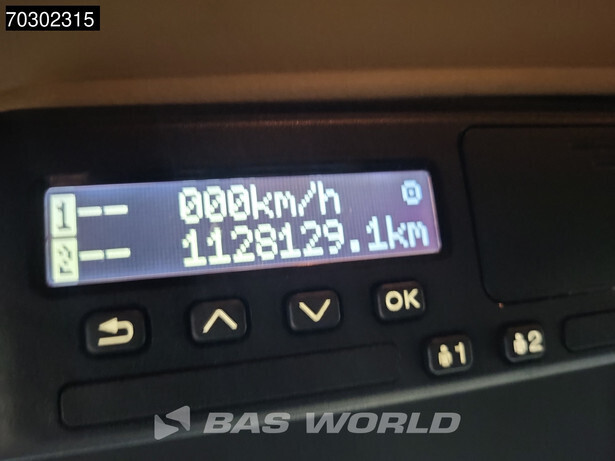 70302315
1-- 000km/h
2-- 1128129.1km
OK
1 2
BAS WORLD